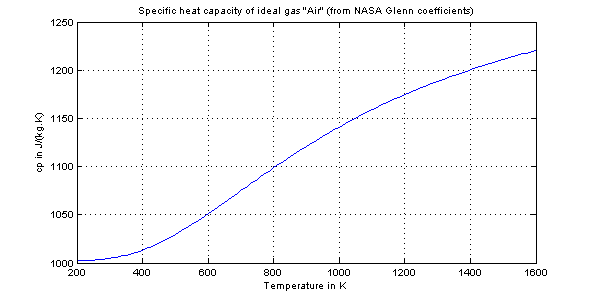 Specific heat capacity of ideal gas "Air" (from NASA Glenn coefficients)
1250
1200
1150
1100
1050
1000
cp in J/(kg.K)
200 400 600 800 1000 1200 1400 1600
Temperature in K